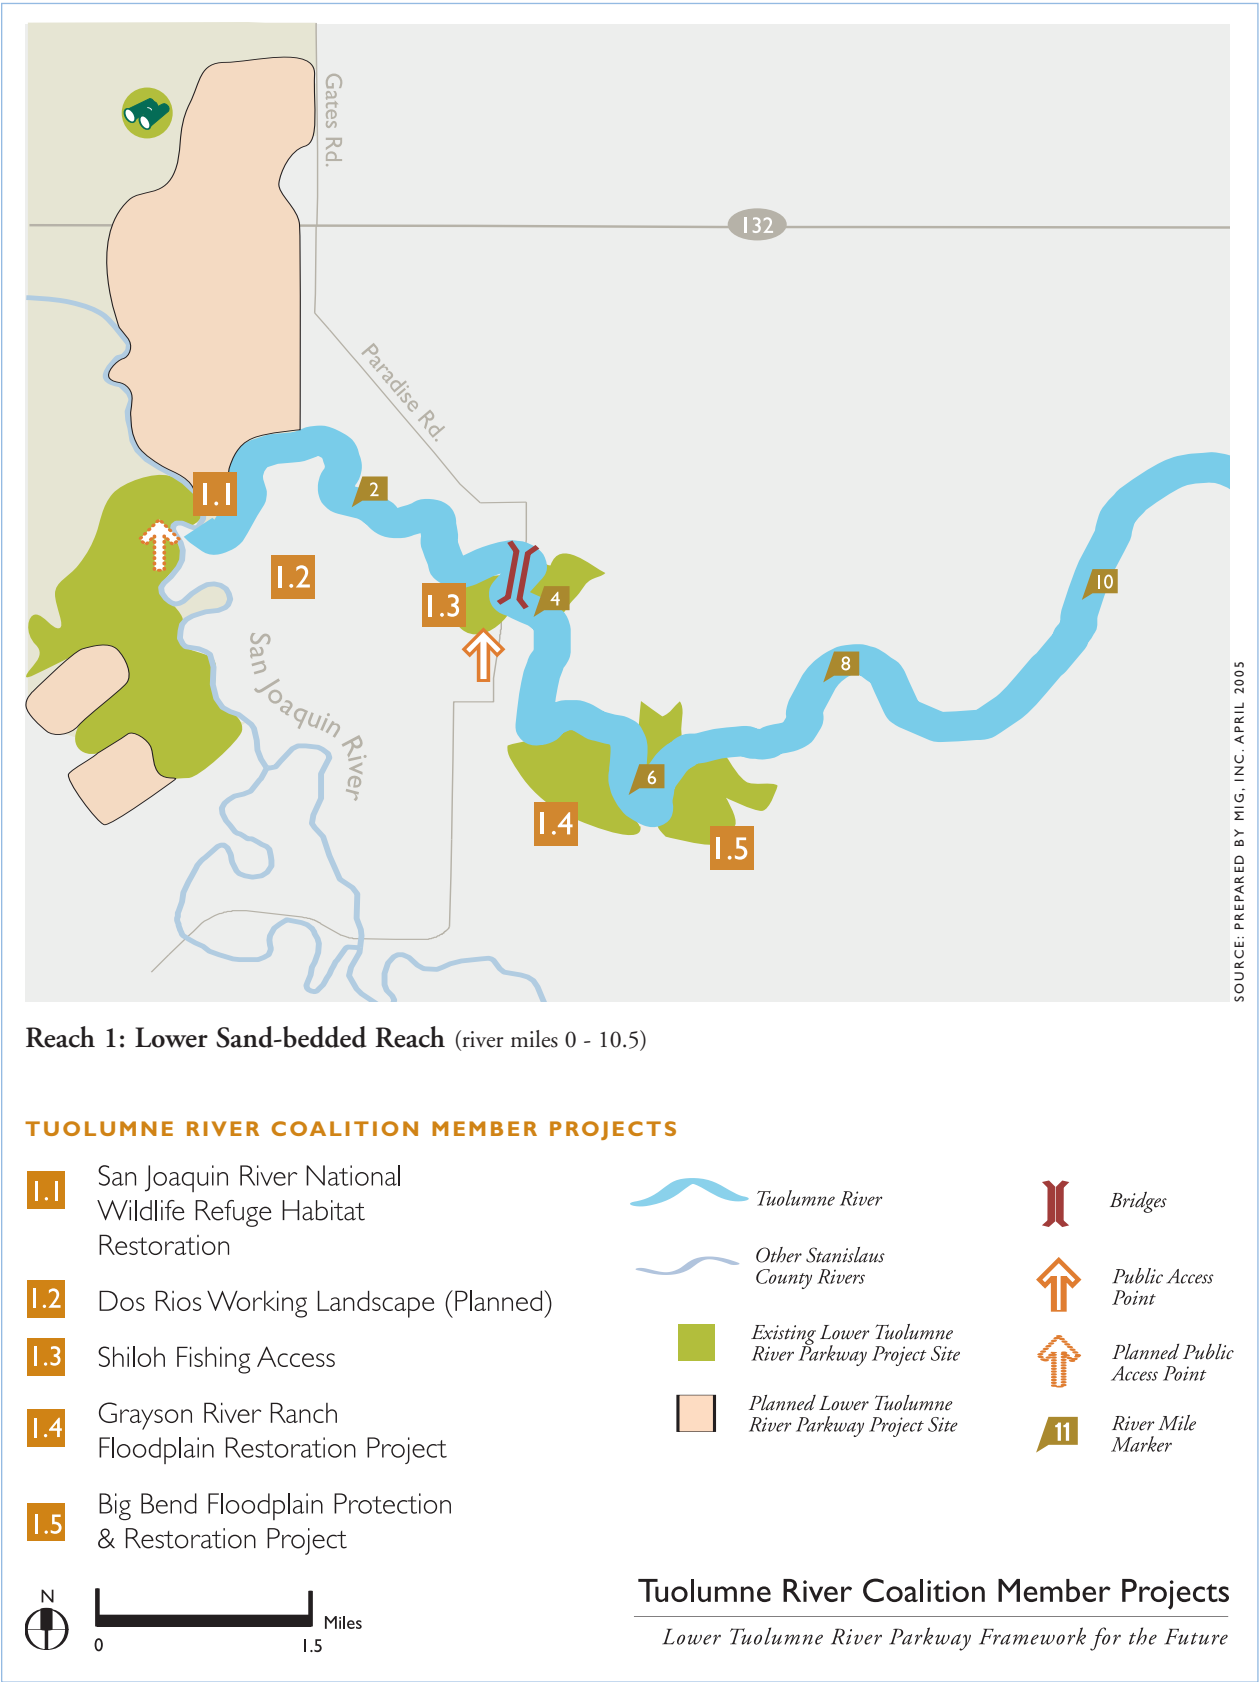 Gates Rd.
132
Paradise Rd.
1.1
2
1.2
1.3
4
10
San Joaquin River
8
6
1.4
1.5
SOURCE: PREPARED BY MIG, INC. APRIL 2005
Reach 1: Lower Sand-bedded Reach (river miles 0 - 10.5)
TUOLUMNE RIVER COALITION MEMBER PROJECTS
1.1
San Joaquin River National
Wildlife Refuge Habitat
Restoration
1.2
Dos Rios Working Landscape (Planned)
1.3
Shiloh Fishing Access
1.4
Grayson River Ranch
Floodplain Restoration Project
1.5
Big Bend Floodplain Protection
& Restoration Project
Tuolumne River
Other Stanislaus
County Rivers
Existing Lower Tuolumne
River Parkway Project Site
Planned Lower Tuolumne
River Parkway Project Site
Bridges
Public Access
Point
Planned Public
Access Point
11
River Mile
Marker
N
0
1.5
Miles
Tuolumne River Coalition Member Projects
Lower Tuolumne River Parkway Framework for the Future